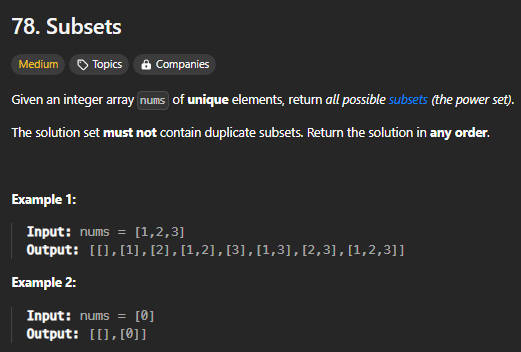 78. Subsets
Medium Topics Companies
Given an integer array nums of unique elements, return all possible subsets (the power set).
The solution set must not contain duplicate subsets. Return the solution in any order.
Example 1:
Input: nums = [1,2,3]
Output: [[],[1],[2],[1,2],[3],[1,3],[2,3],[1,2,3]]
Example 2:
Input: nums = [0]
Output: [[],[0]]